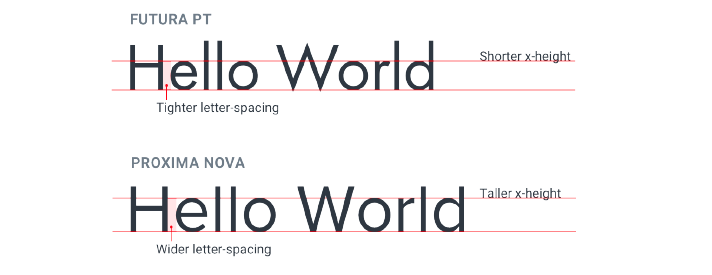 FUTURA PT
Hello World
Shorter x-height
Tighter letter-spacing
PROXIMA NOVA
Hello World
Taller x-height
Wider letter-spacing